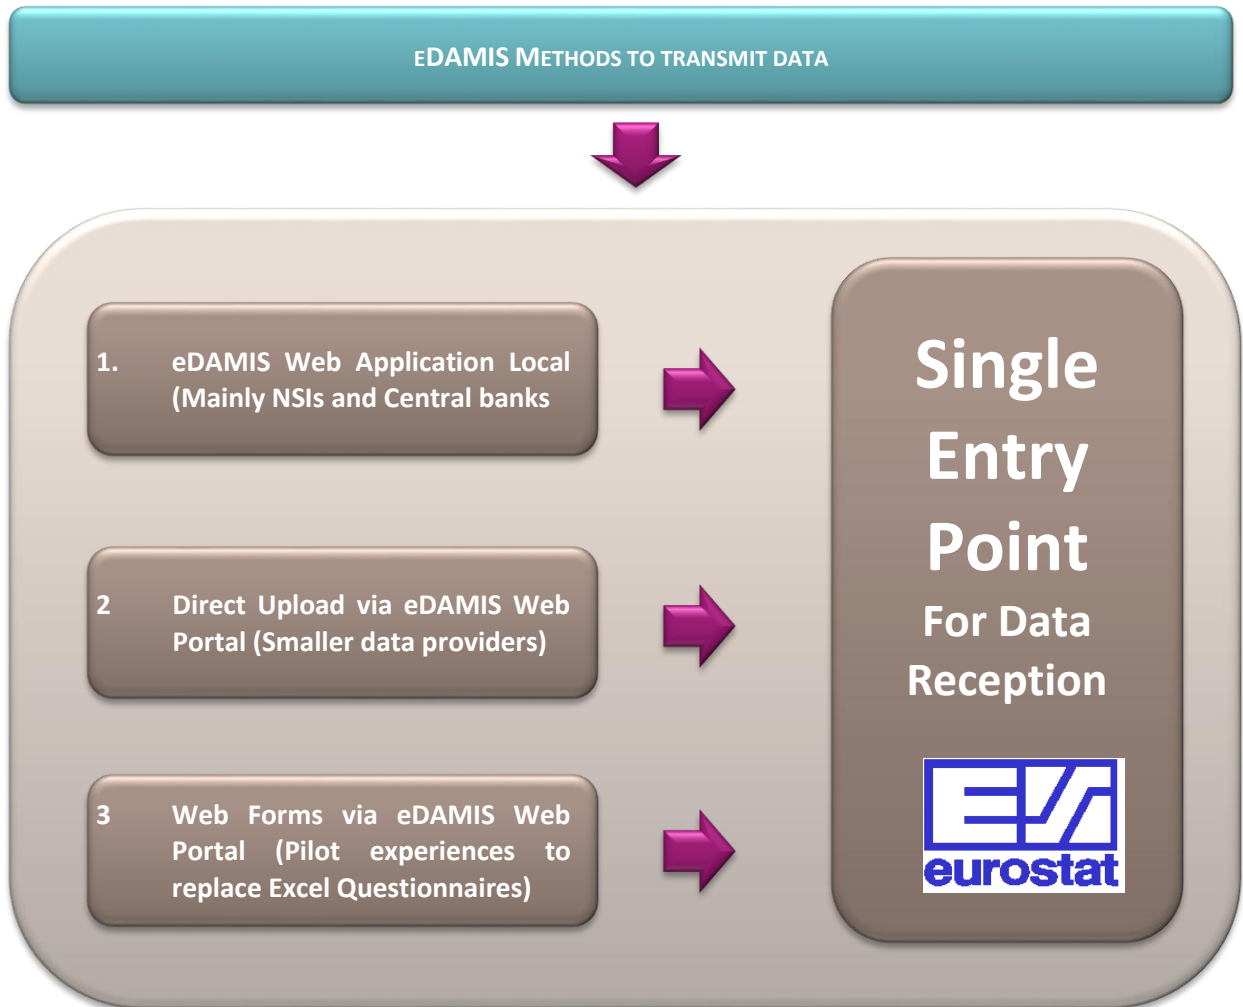 eDAMIS Methods to transmit data
1. eDAMIS Web Application Local
(Mainly NSIs and Central banks
2 Direct Upload via eDAMIS Web
Portal (Smaller data providers)
3 Web Forms via eDAMIS Web
Portal (Pilot experiences to
replace Excel Questionnaires)
Single
Entry
Point
For Data
Reception
eurostat